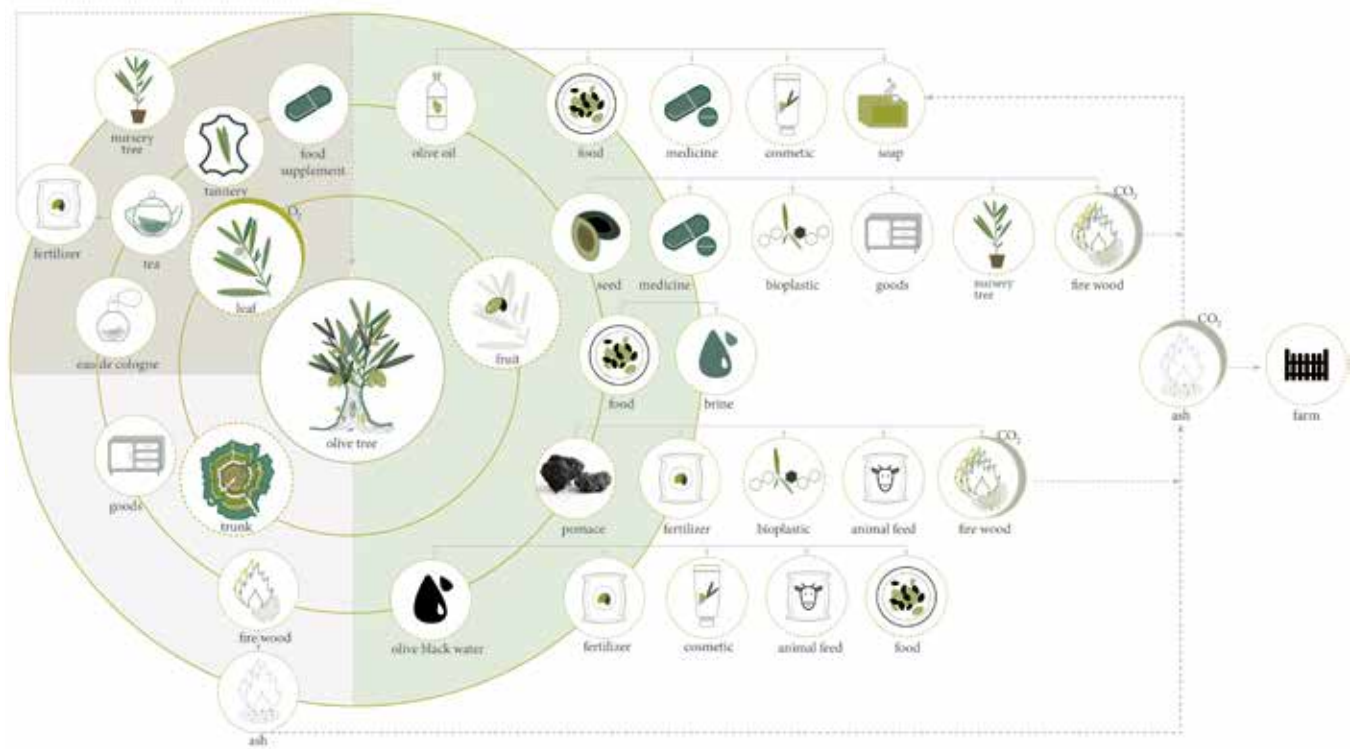 nursery
tree
tannery
food
supplement
olive oil
food
medicine
cosmetic
soap
fertilizer
tea
O2
leaf
seed
medicine
bioplastic
goods
nursery
tree
CO2
fire wood
eau de cologne
olive tree
fruit
food
brine
CO2
ash
farm
goods
trunk
pomace
fertilizer
bioplastic
animal feed
CO2
fire wood
fire wood
olive black water
fertilizer
cosmetic
animal feed
food
ash